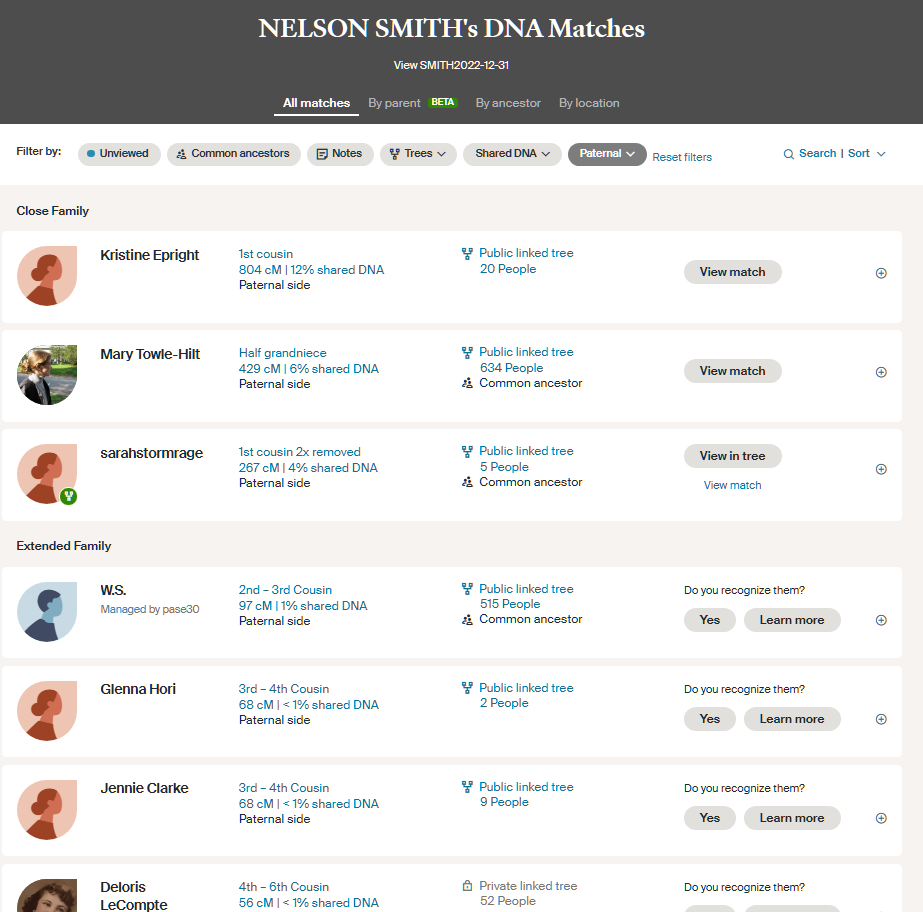 NELSON SMITH's DNA Matches
View SMITH2022-12-31
All matches By parent BETA By ancestor By location
Filter by: Unviewed Common ancestors Notes Trees Shared DNA Paternal Reset filters Search | Sort
Close Family
Kristine Epright
1st cousin
804 cM | 12% shared DNA
Paternal side
Public linked tree
20 People
View match
Mary Towle-Hilt
Half grandniece
429 cM | 6% shared DNA
Paternal side
Public linked tree
634 People
Common ancestor
View match
sarahstormrage
1st cousin 2x removed
267 cM | 4% shared DNA
Paternal side
Public linked tree
5 People
Common ancestor
View in tree
View match
Extended Family
W.S.
Managed by pase30
2nd – 3rd Cousin
97 cM | 1% shared DNA
Paternal side
Public linked tree
515 People
Common ancestor
Do you recognize them?
Yes Learn more
Glenna Hori
3rd – 4th Cousin
68 cM | < 1% shared DNA
Paternal side
Public linked tree
2 People
Do you recognize them?
Yes Learn more
Jennie Clarke
3rd – 4th Cousin
68 cM | < 1% shared DNA
Paternal side
Public linked tree
9 People
Do you recognize them?
Yes Learn more
Deloris
LeCompte
4th – 6th Cousin
56 cM | < 1% shared DNA
Private linked tree
52 People
Do you recognize them?